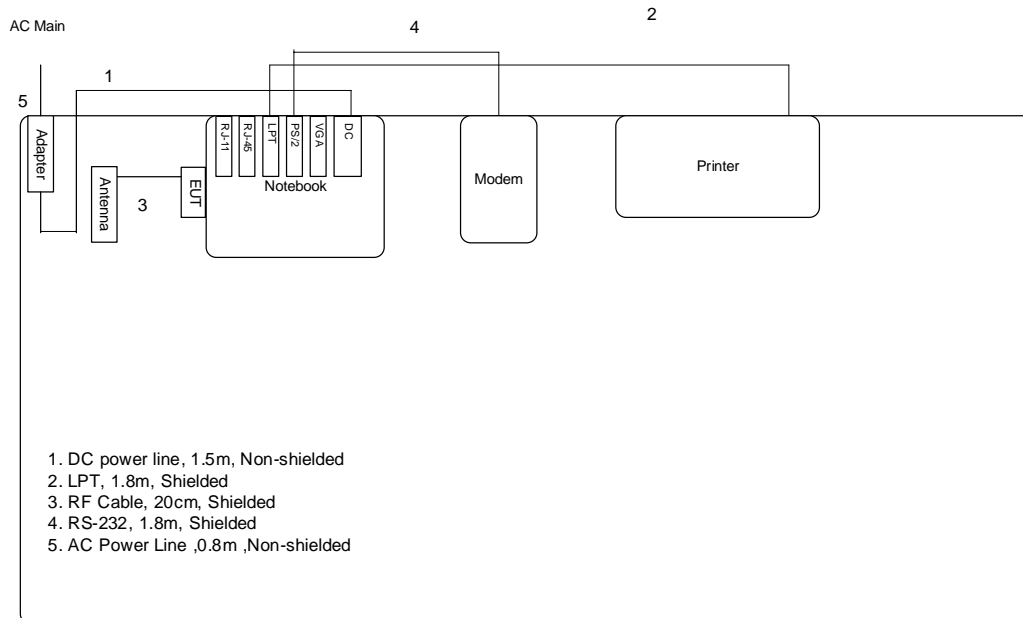 2
AC Main
4
1
5
Adapter
RJ-11
RJ-45
LPT
PS/2
VGA
DC
Notebook
EUT
Antenna
3
Modem
Printer
1. DC power line, 1.5m, Non-shielded
2. LPT, 1.8m, Shielded
3. RF Cable, 20cm, Shielded
4. RS-232, 1.8m, Shielded
5. AC Power Line ,0.8m ,Non-shielded